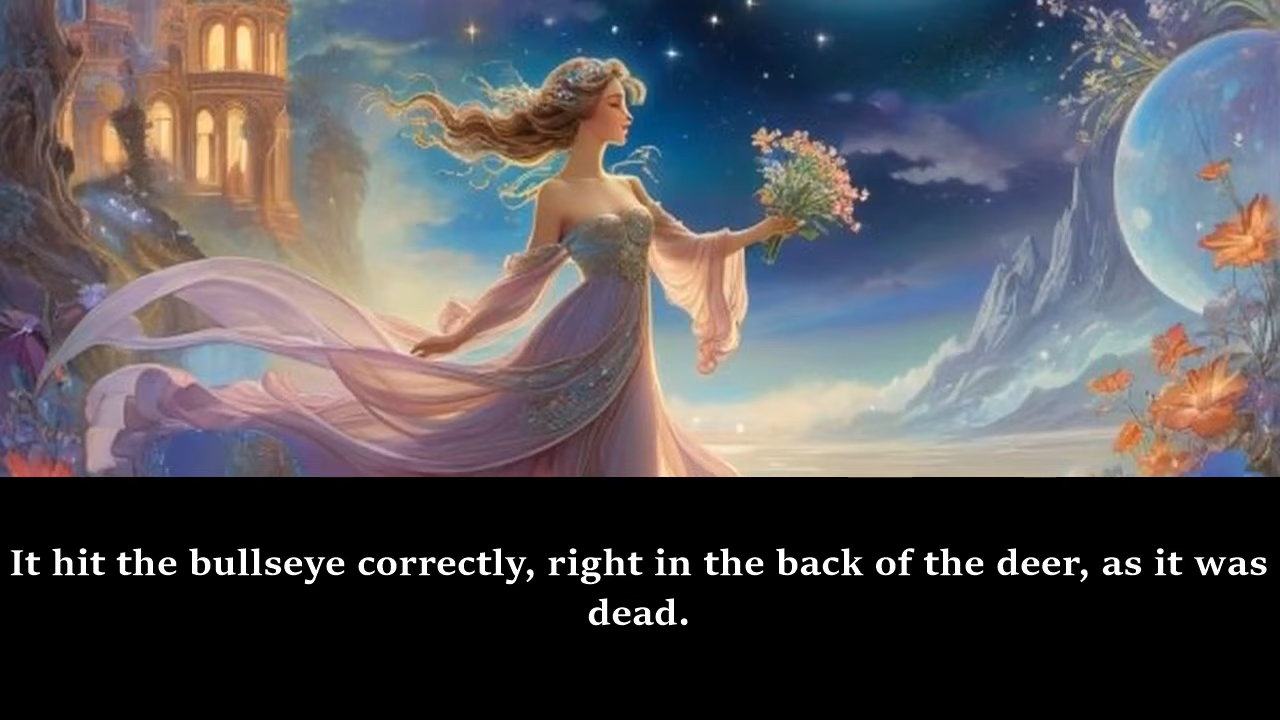 It hit the bullseye correctly, right in the back of the deer, as it was
dead.